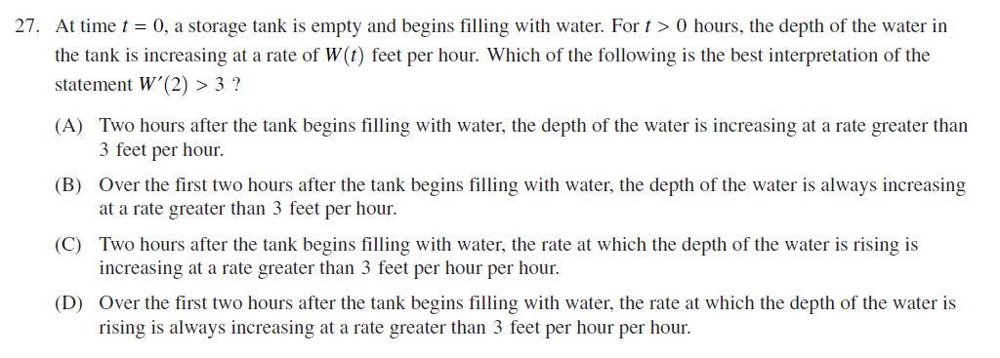 27. At time t = 0, a storage tank is empty and begins filling with water. For t > 0 hours, the depth of the water in
the tank is increasing at a rate of W(t) feet per hour. Which of the following is the best interpretation of the
statement W′(2) > 3 ?
(A) Two hours after the tank begins filling with water, the depth of the water is increasing at a rate greater than
3 feet per hour.
(B) Over the first two hours after the tank begins filling with water, the depth of the water is always increasing
at a rate greater than 3 feet per hour.
(C) Two hours after the tank begins filling with water, the rate at which the depth of the water is rising is
increasing at a rate greater than 3 feet per hour per hour.
(D) Over the first two hours after the tank begins filling with water, the rate at which the depth of the water is
rising is always increasing at a rate greater than 3 feet per hour per hour.